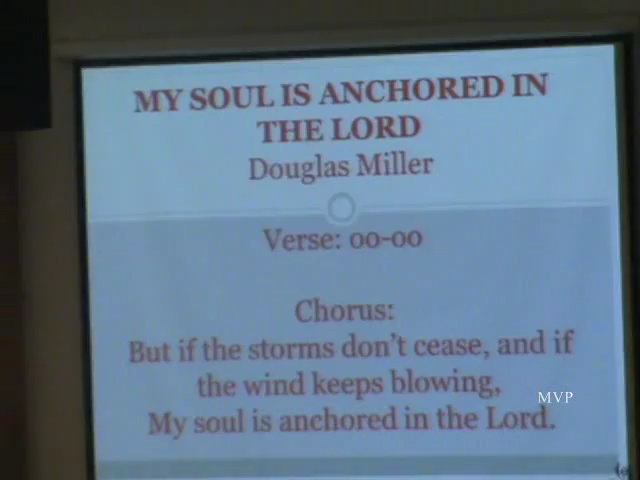 MY SOUL IS ANCHORED IN
THE LORD
Douglas Miller
Verse: 00-00
Chorus:
But if the storms don't cease, and if
the wind keeps blowing,
My soul is anchored in the Lord.
MVP